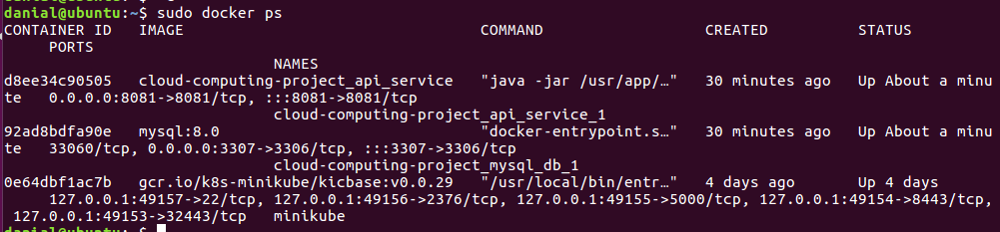 danial@ubuntu:~$ sudo docker ps
CONTAINER ID   IMAGE                                 COMMAND                  CREATED          STATUS
      PORTS
                                  NAMES
d8ee34c90505   cloud-computing-project_api_service   "java -jar /usr/app/…"   30 minutes ago   Up About a minu
te   0.0.0.0:8081->8081/tcp, :::8081->8081/tcp
                                  cloud-computing-project_api_service_1
92ad8bdfa90e   mysql:8.0                             "docker-entrypoint.s…"   30 minutes ago   Up About a minu
te   33060/tcp, 0.0.0.0:3307->3306/tcp, :::3307->3306/tcp
                                  cloud-computing-project_mysql_db_1
0e64dbf1ac7b   gcr.io/k8s-minikube/kicbase:v0.0.29   "/usr/local/bin/entr…"   4 days ago       Up 4 days
      127.0.0.1:49157->22/tcp, 127.0.0.1:49156->2376/tcp, 127.0.0.1:49155->5000/tcp, 127.0.0.1:49154->8443/tcp,
 127.0.0.1:49153->32443/tcp   minikube
danial@ubuntu:~$